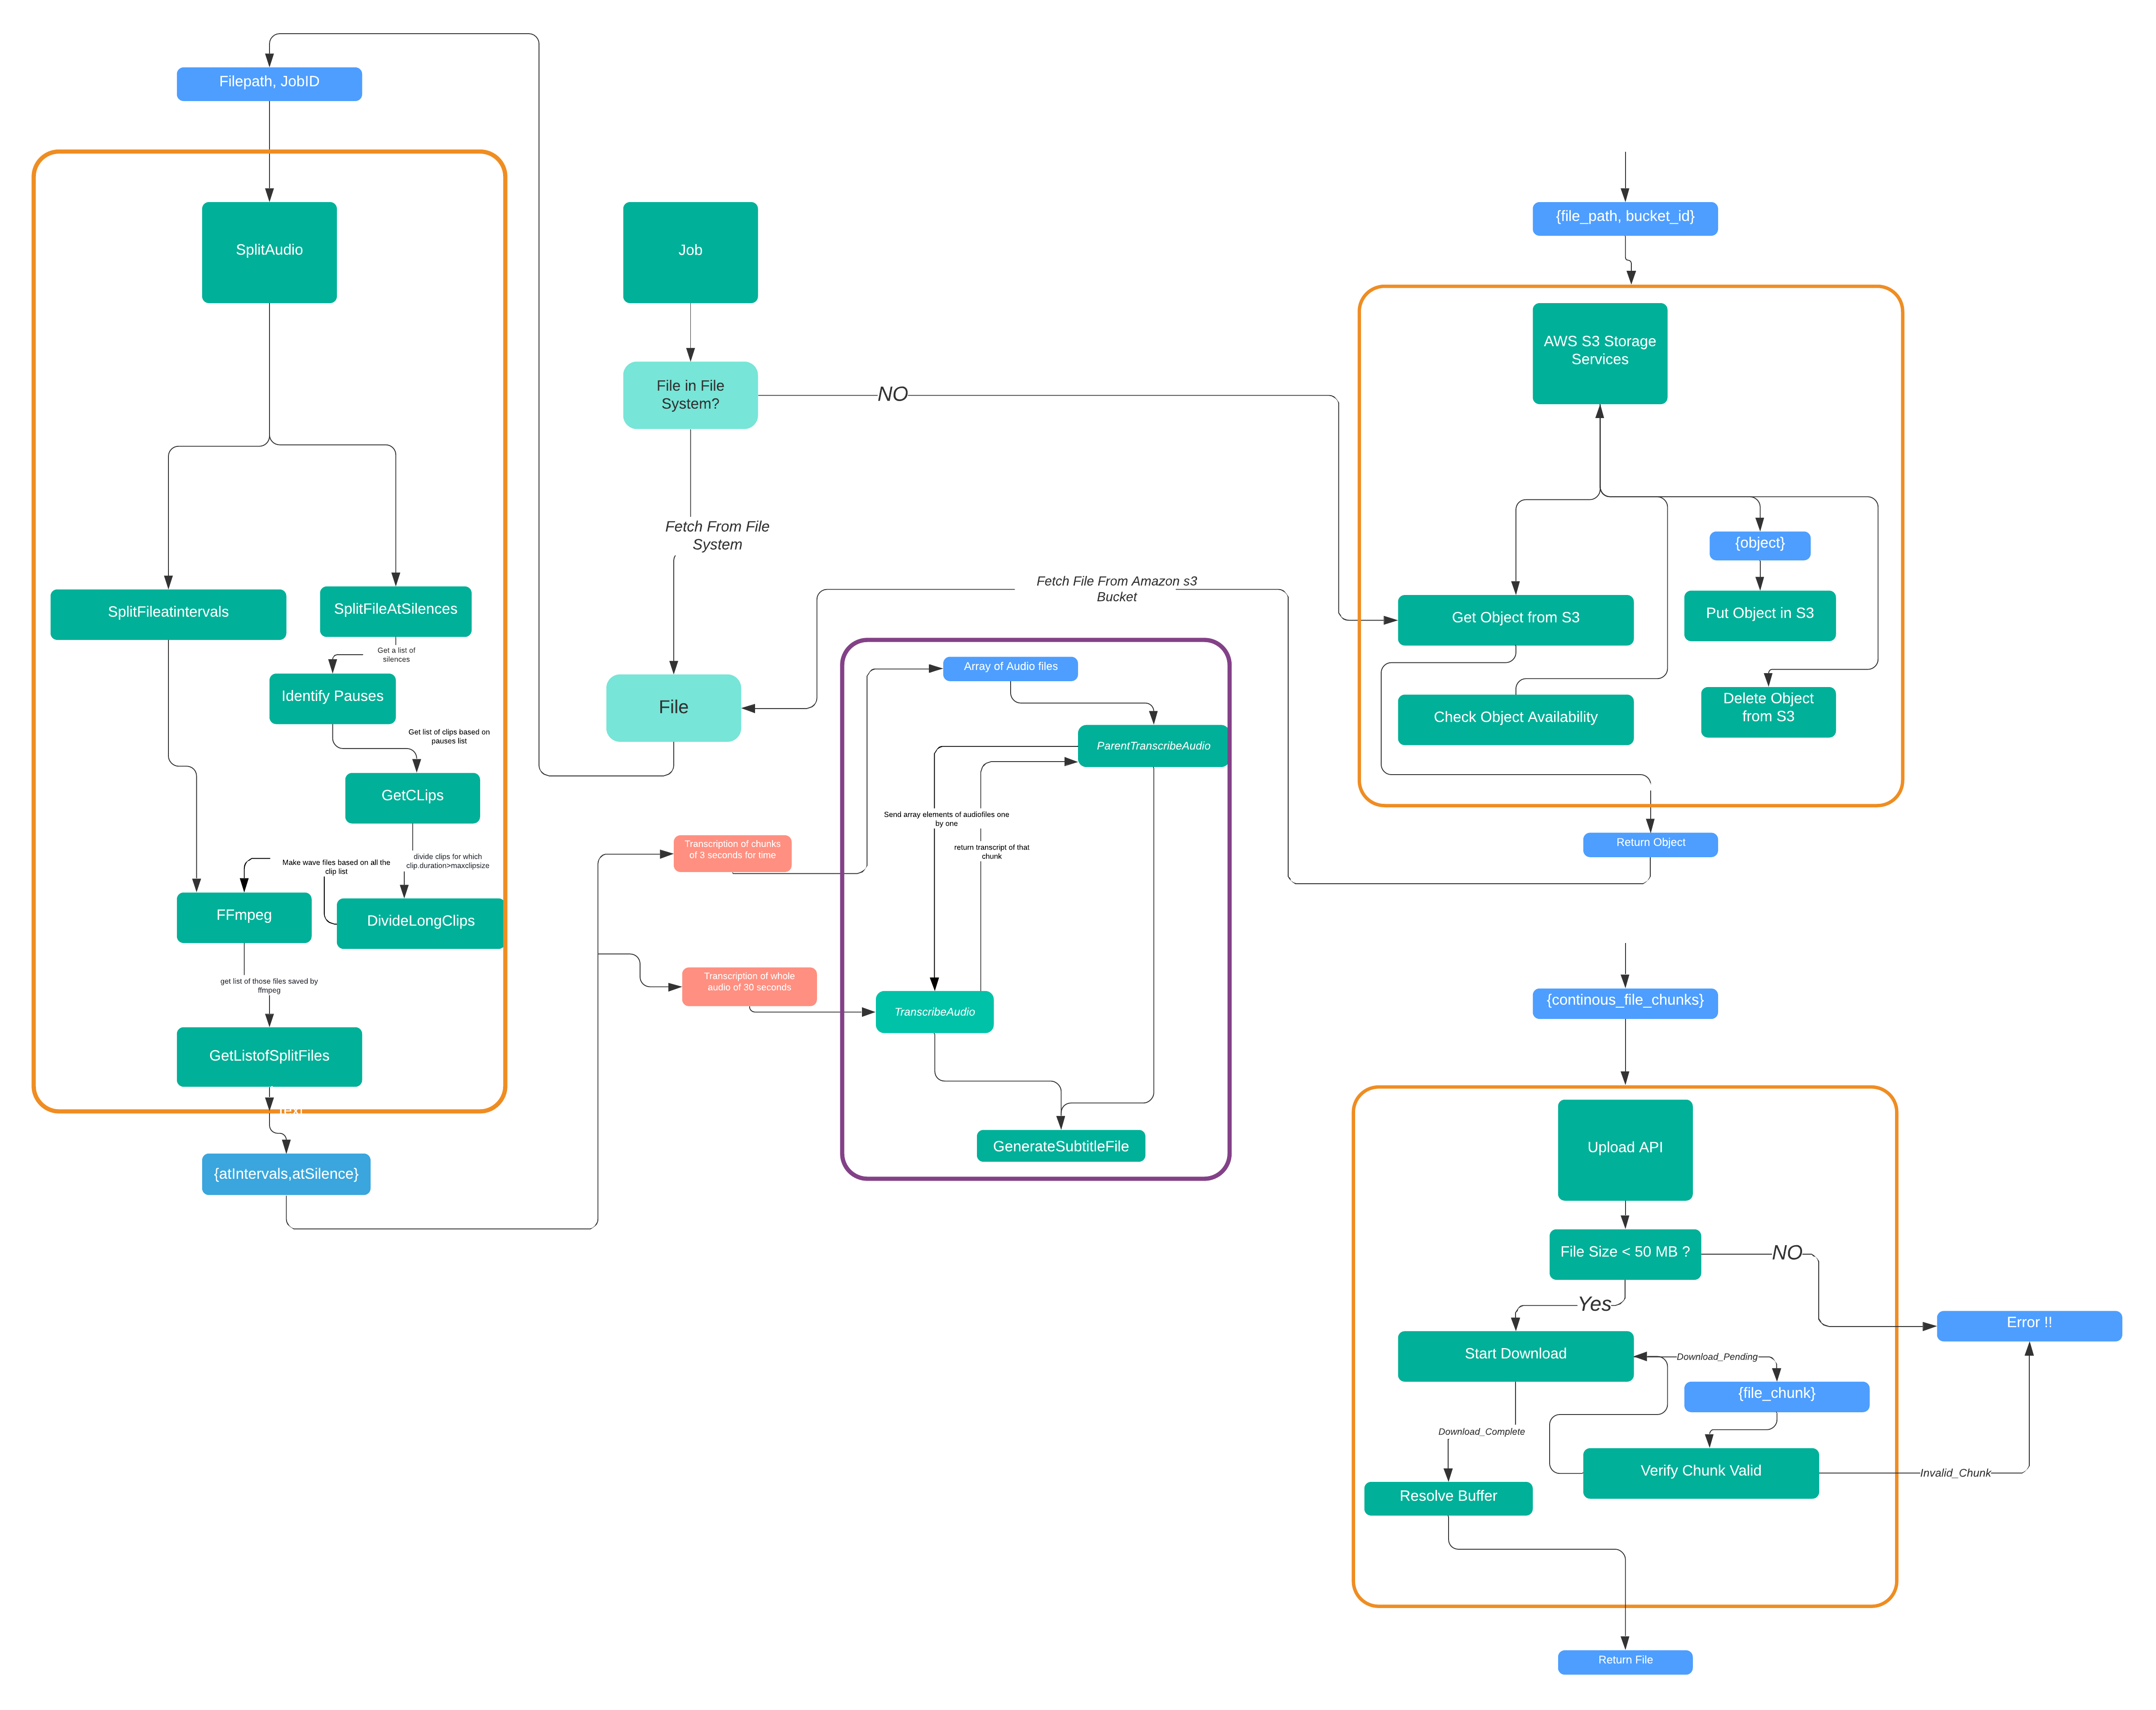 Filepath, JobID
SplitAudio
SplitFileatintervals
SplitFileAtSilences
Get a list of
silences
Identify Pauses
Get list of clips based on
pauses list
GetCLips
divide clips for which
clip.duration>maxclipsize
Make wave files based on all the
clip list
FFmpeg
DivideLongClips
get list of those files saved by
ffmpeg
GetListofSplitFiles
Text
{atIntervals,atSilence}
Job
File in File
System?
NO
Fetch From File
System
File
Fetch File From Amazon s3
Bucket
Transcription of chunks
of 3 seconds for time
Transcription of whole
audio of 30 seconds
Array of Audio files
ParentTranscribeAudio
Send array elements of audiofiles one
by one
return transcript of that
chunk
TranscribeAudio
GenerateSubtitleFile
{file_path, bucket_id}
AWS S3 Storage
Services
{object}
Get Object from S3
Put Object in S3
Check Object Availability
Delete Object
from S3
Return Object
{continous_file_chunks}
Upload API
File Size < 50 MB ?
NO
Yes
Error !!
Start Download
Download_Pending
{file_chunk}
Download_Complete
Verify Chunk Valid
Invalid_Chunk
Resolve Buffer
Return File